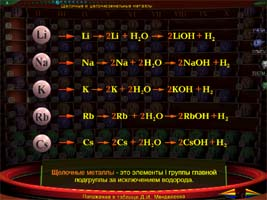 Щелочные и щелочноземельные металлы
Li Li → 2Li + H₂O → 2LiOH + H₂
Na Na → 2Na + H₂O → 2NaOH + H₂
K K → 2K + 2H₂O → 2KOH + H₂
Rb Rb → 2Rb + 2H₂O → 2RbOH + H₂
Cs Cs → 2Cs + 2H₂O → 2CsOH + H₂
Щелочные металлы - это элементы I группы главной
подгруппы за исключением водорода.
Положение в таблице Д.И. Менделеева